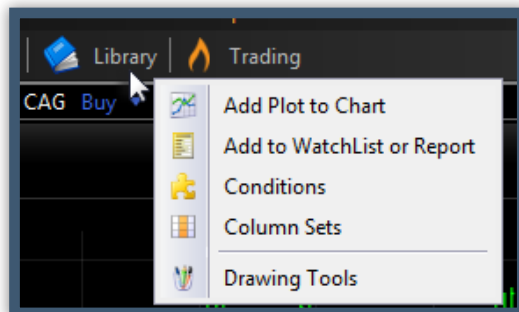 Library Trading
CAG Buy
Add Plot to Chart
Add to WatchList or Report
Conditions
Column Sets
Drawing Tools